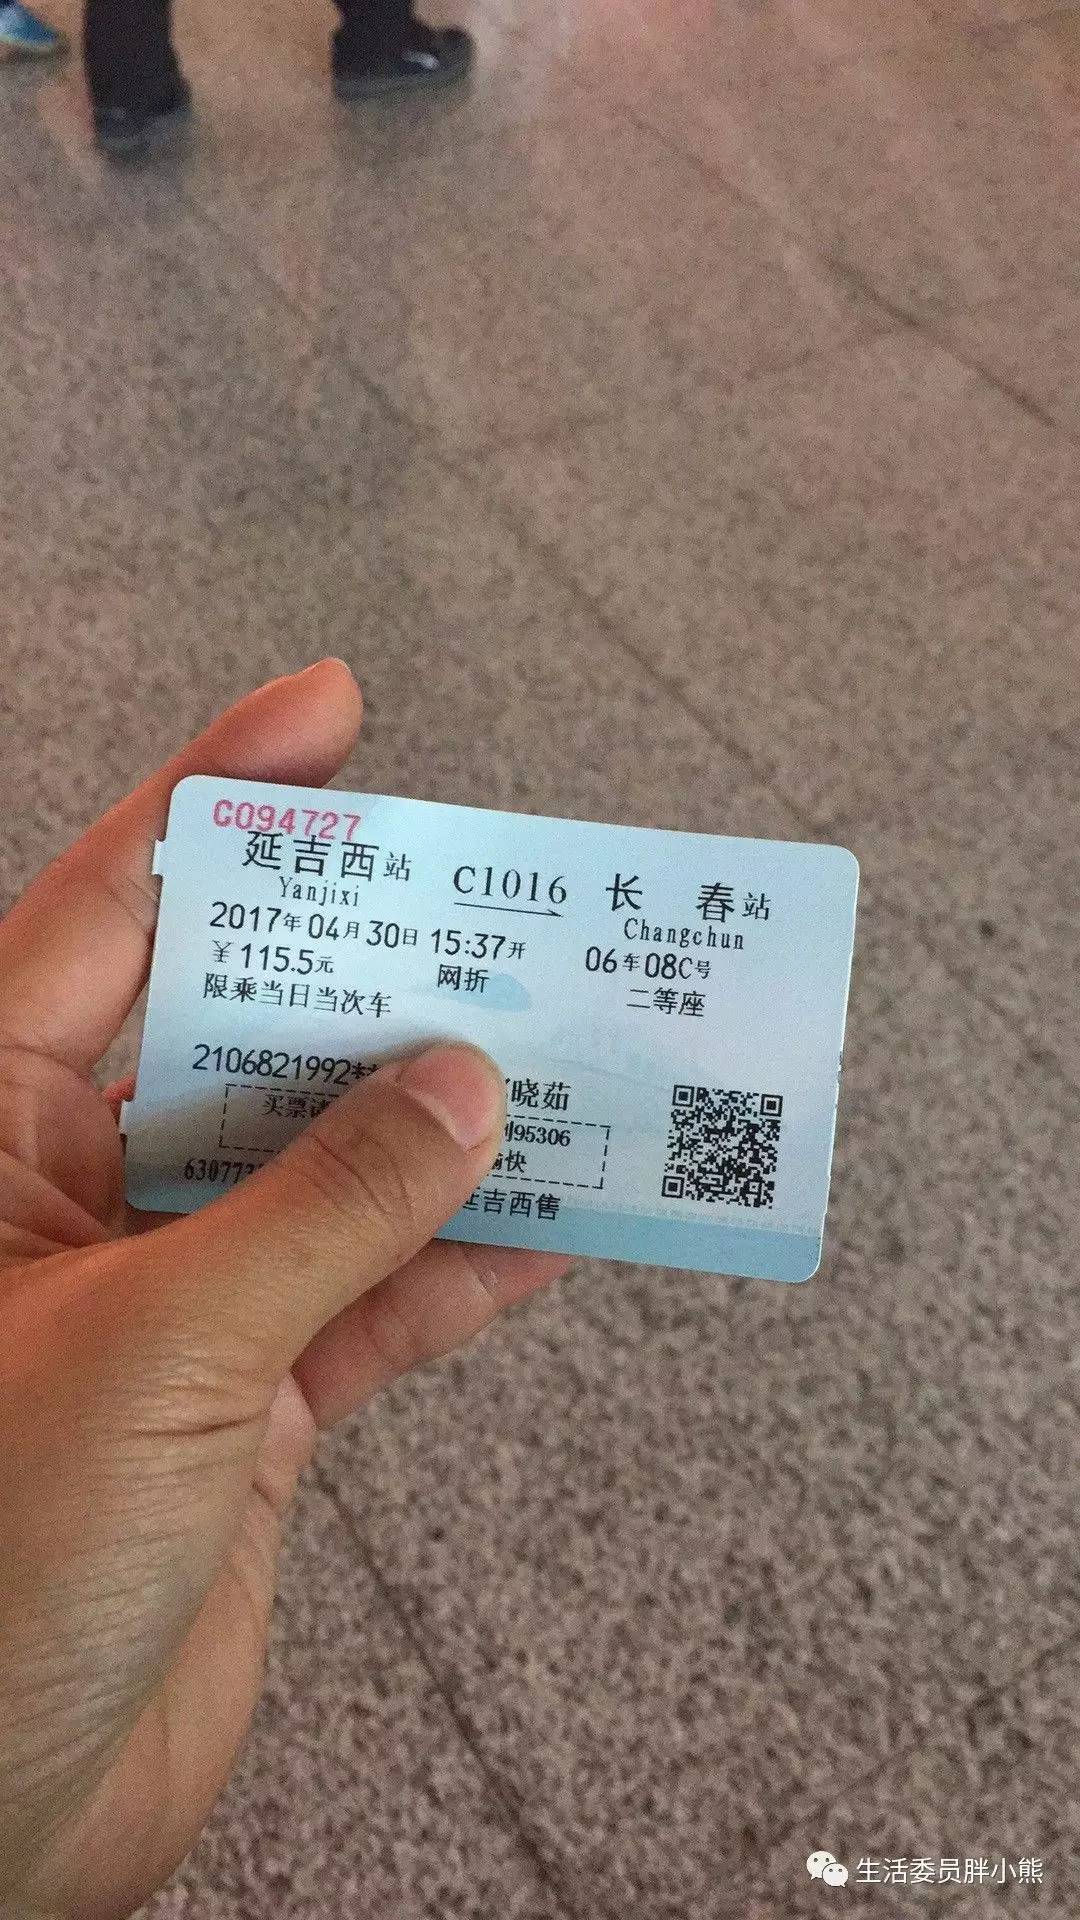 C094727
延吉西站 C1016 长春站
Yanjixi Changchun
2017年04月30日 15:37开 06车08C号
¥115.5元 网折 二等座
限乘当日当次车
2106821992** 晓茹
买票请 95306
愉快
63077 延吉西售
生活委员胖小熊